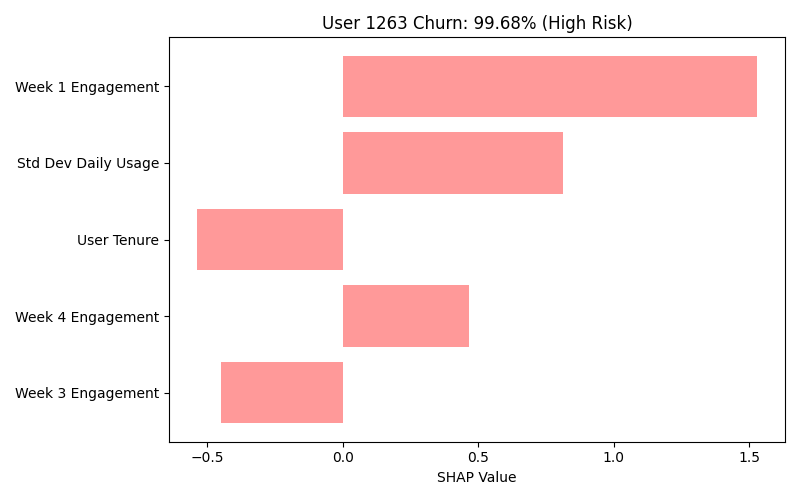 User 1263 Churn: 99.68% (High Risk)
Week 1 Engagement
Std Dev Daily Usage
User Tenure
Week 4 Engagement
Week 3 Engagement
−0.5 0.0 0.5 1.0 1.5
SHAP Value